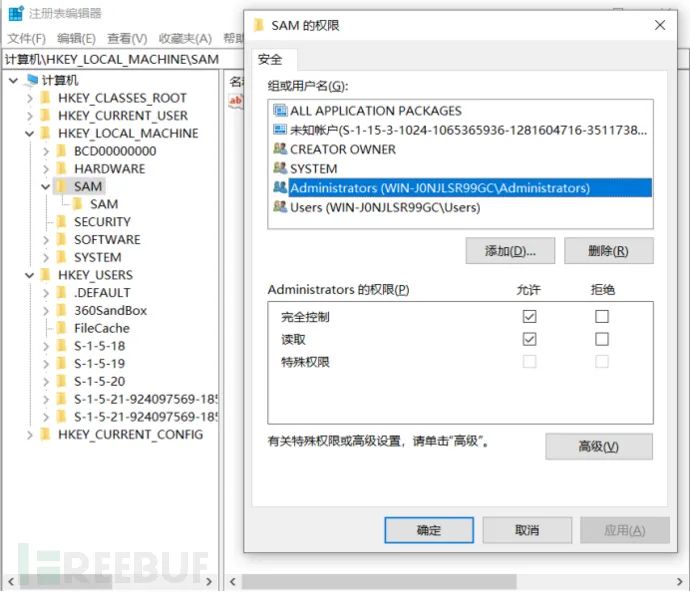 注册表编辑器
文件(F) 编辑(E) 查看(V) 收藏夹(A) 帮助
计算机\HKEY_LOCAL_MACHINE\SAM
计算机
HKEY_CLASSES_ROOT
HKEY_CURRENT_USER
HKEY_LOCAL_MACHINE
BCD00000000
HARDWARE
SAM
SAM
SECURITY
SOFTWARE
SYSTEM
HKEY_USERS
.DEFAULT
360SandBox
FileCache
S-1-5-18
S-1-5-19
S-1-5-20
S-1-5-21-924097569-185
S-1-5-21-924097569-185
HKEY_CURRENT_CONFIG
ab
SAM 的权限
安全
组或用户名(G):
ALL APPLICATION PACKAGES
未知帐户(S-1-15-3-1024-1065365936-1281604716-3511738...
CREATOR OWNER
SYSTEM
Administrators (WIN-J0NJLSR99GC\Administrators)
Users (WIN-J0NJLSR99GC\Users)
添加(D)... 删除(R)
Administrators 的权限(P) 允许 拒绝
完全控制
读取
特殊权限
有关特殊权限或高级设置，请单击“高级”。
高级(V)
确定 取消 应用(A)
FREEBUF